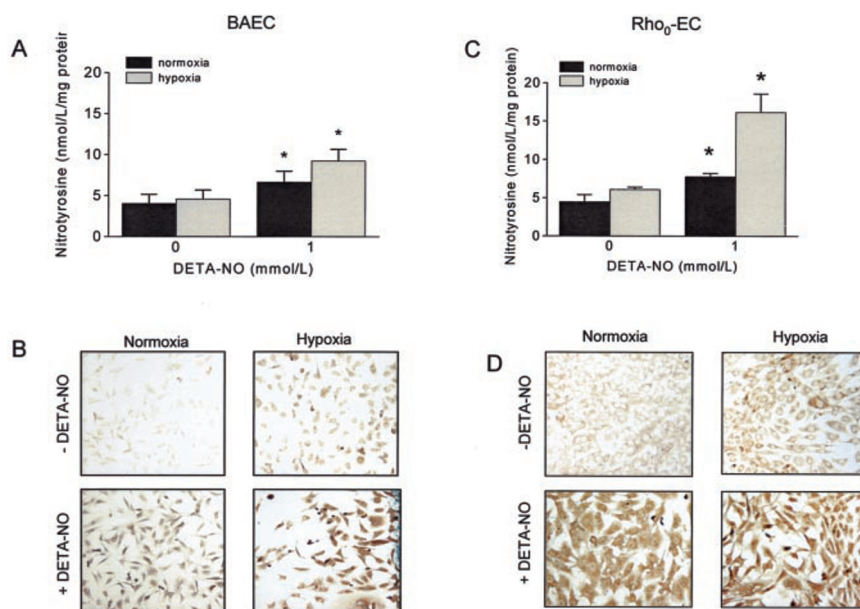 BAEC
A
normoxia
hypoxia
Nitrotyrosine (nmol/L/mg protein
20
15
10
5
0
0 1
DETA-NO (mmol/L)
Rho₀-EC
C
normoxia
hypoxia
Nitrotyrosine (nmol/L/mg protein)
20
15
10
5
0
0 1
DETA-NO (mmol/L)
* *
* *
B
Normoxia Hypoxia
- DETA-NO
+ DETA-NO
D
Normoxia Hypoxia
-DETA-NO
+ DETA-NO